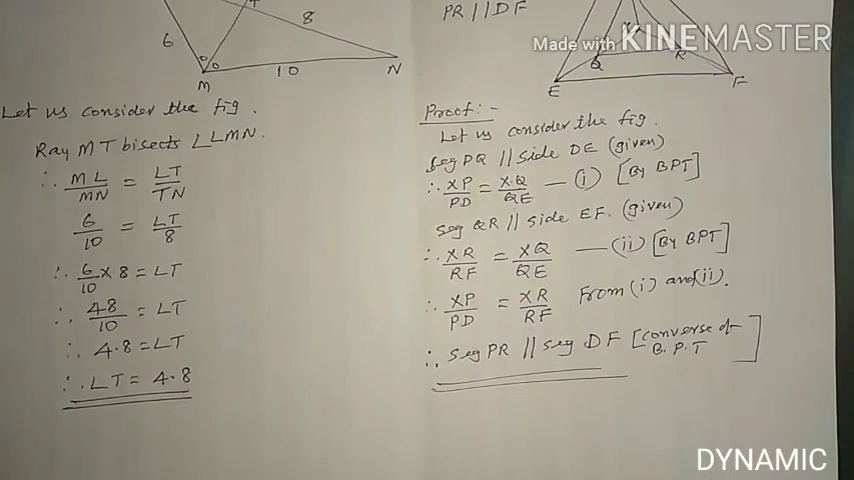 8
6
M
10
N
Let us consider the fig.
Ray MT bisects ∠LMN.
∴ ML/MN = LT/TN
6/10 = LT/8
∴ 6/10 × 8 = LT
∴ 48/10 = LT
∴ 4.8 = LT
∴ LT = 4.8
PR // DF
Q
R
E
F
Proof:-
Let us consider the fig.
seg PQ // side DE (given)
∴ XP/PD = XQ/QE — (i) [By BPT]
seg QR // side EF. (given)
∴ XR/RF = XQ/QE — (ii) [By BPT]
∴ XP/PD = XR/RF From (i) and (ii).
∴ seg PR // seg DF [converse of
B.P.T]
Made with KINEMASTER
DYNAMIC